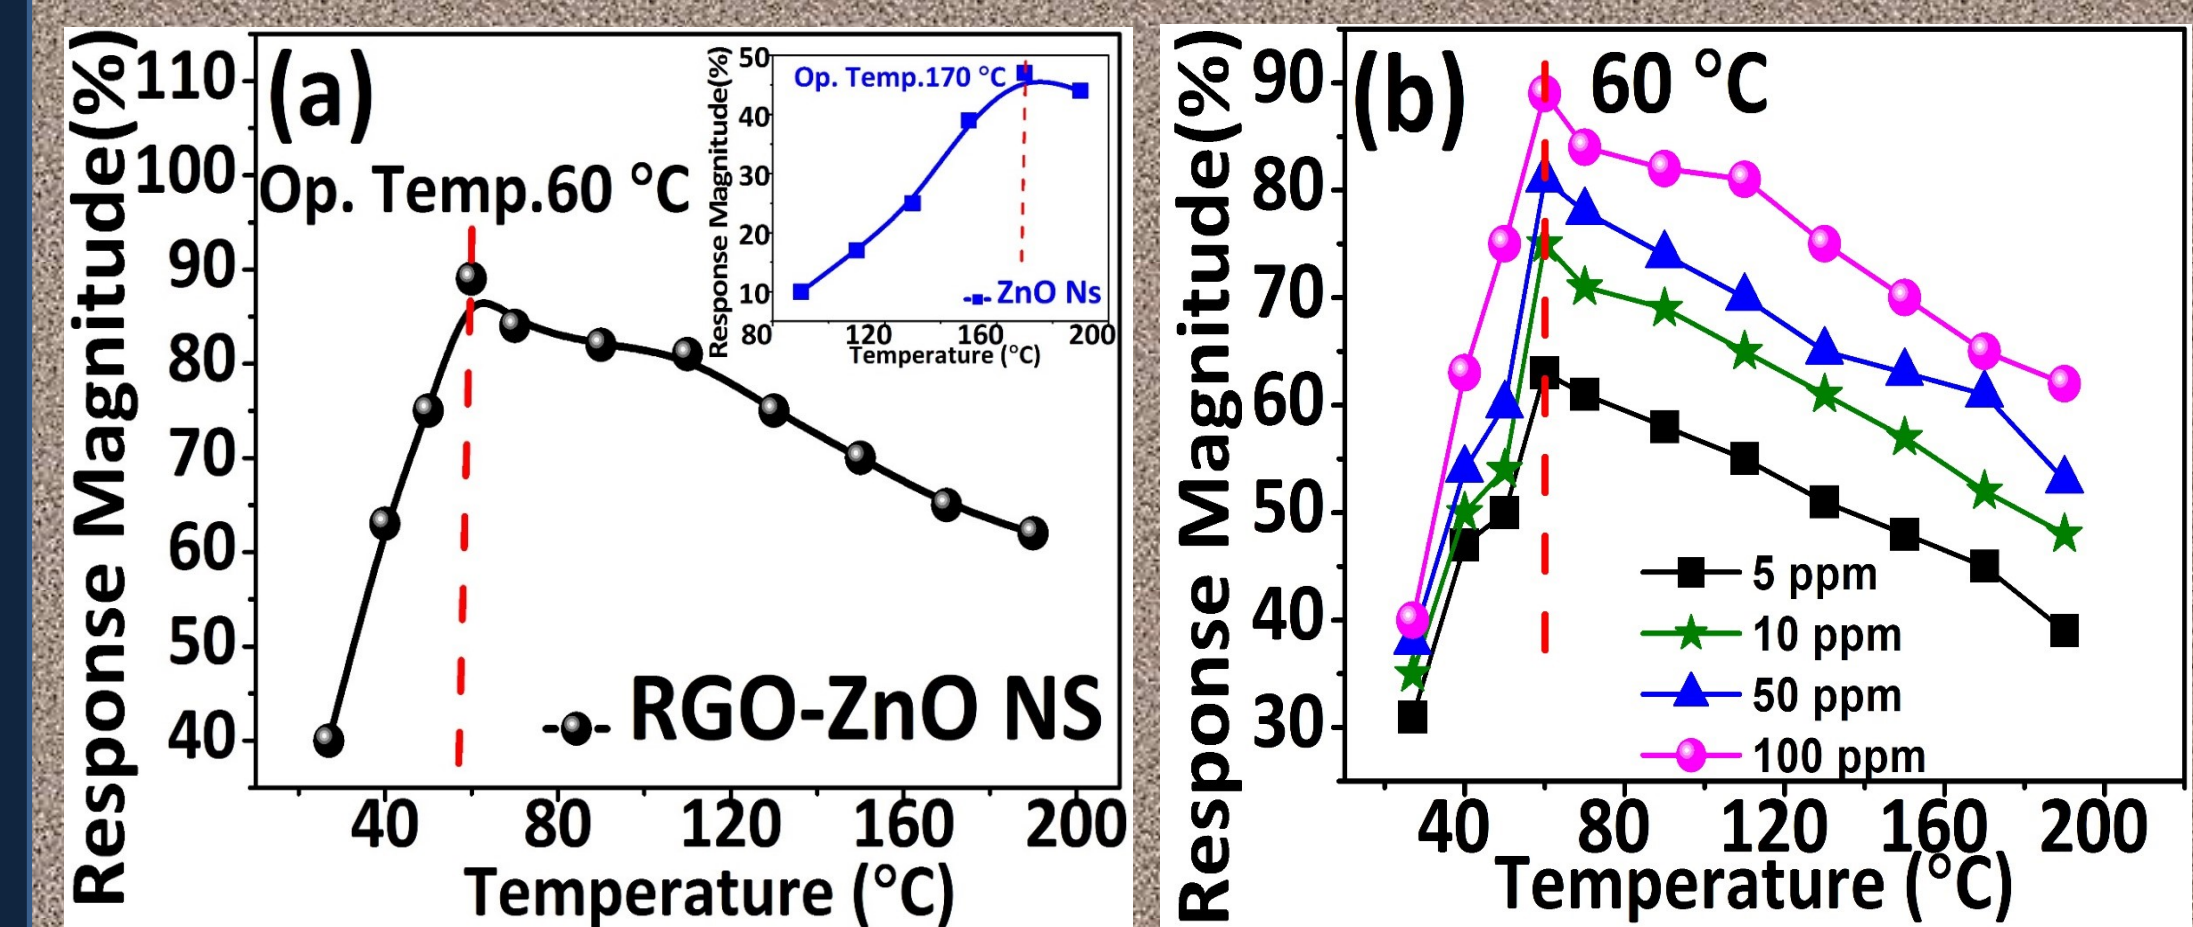 (a)
Op. Temp.60 °C
Response Magnitude(%)
110
100
90
80
70
60
50
40
40 80 120 160 200
Temperature (°C)
-●- RGO-ZnO NS
Op. Temp.170 °C
Response Magnitude(%)
50
40
30
20
10
5
80 120 160 200
Temperature (°C)
ZnO Ns
(b)
60 °C
Response Magnitude(%)
90
80
70
60
50
40
30
40 80 120 160 200
Temperature (°C)
5 ppm
10 ppm
50 ppm
100 ppm